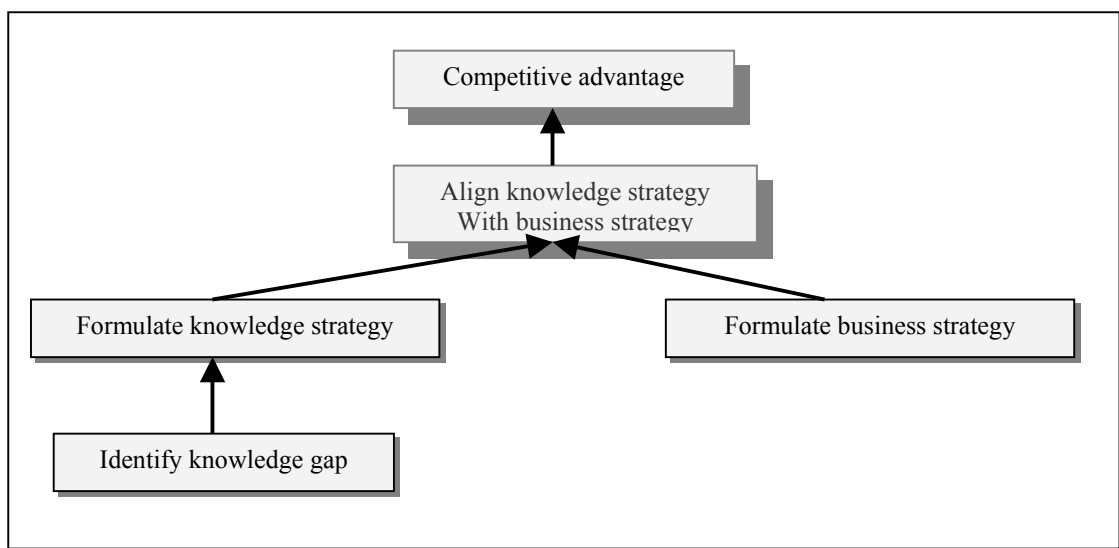 Competitive advantage
Align knowledge strategy
With business strategy
Formulate knowledge strategy
Formulate business strategy
Identify knowledge gap